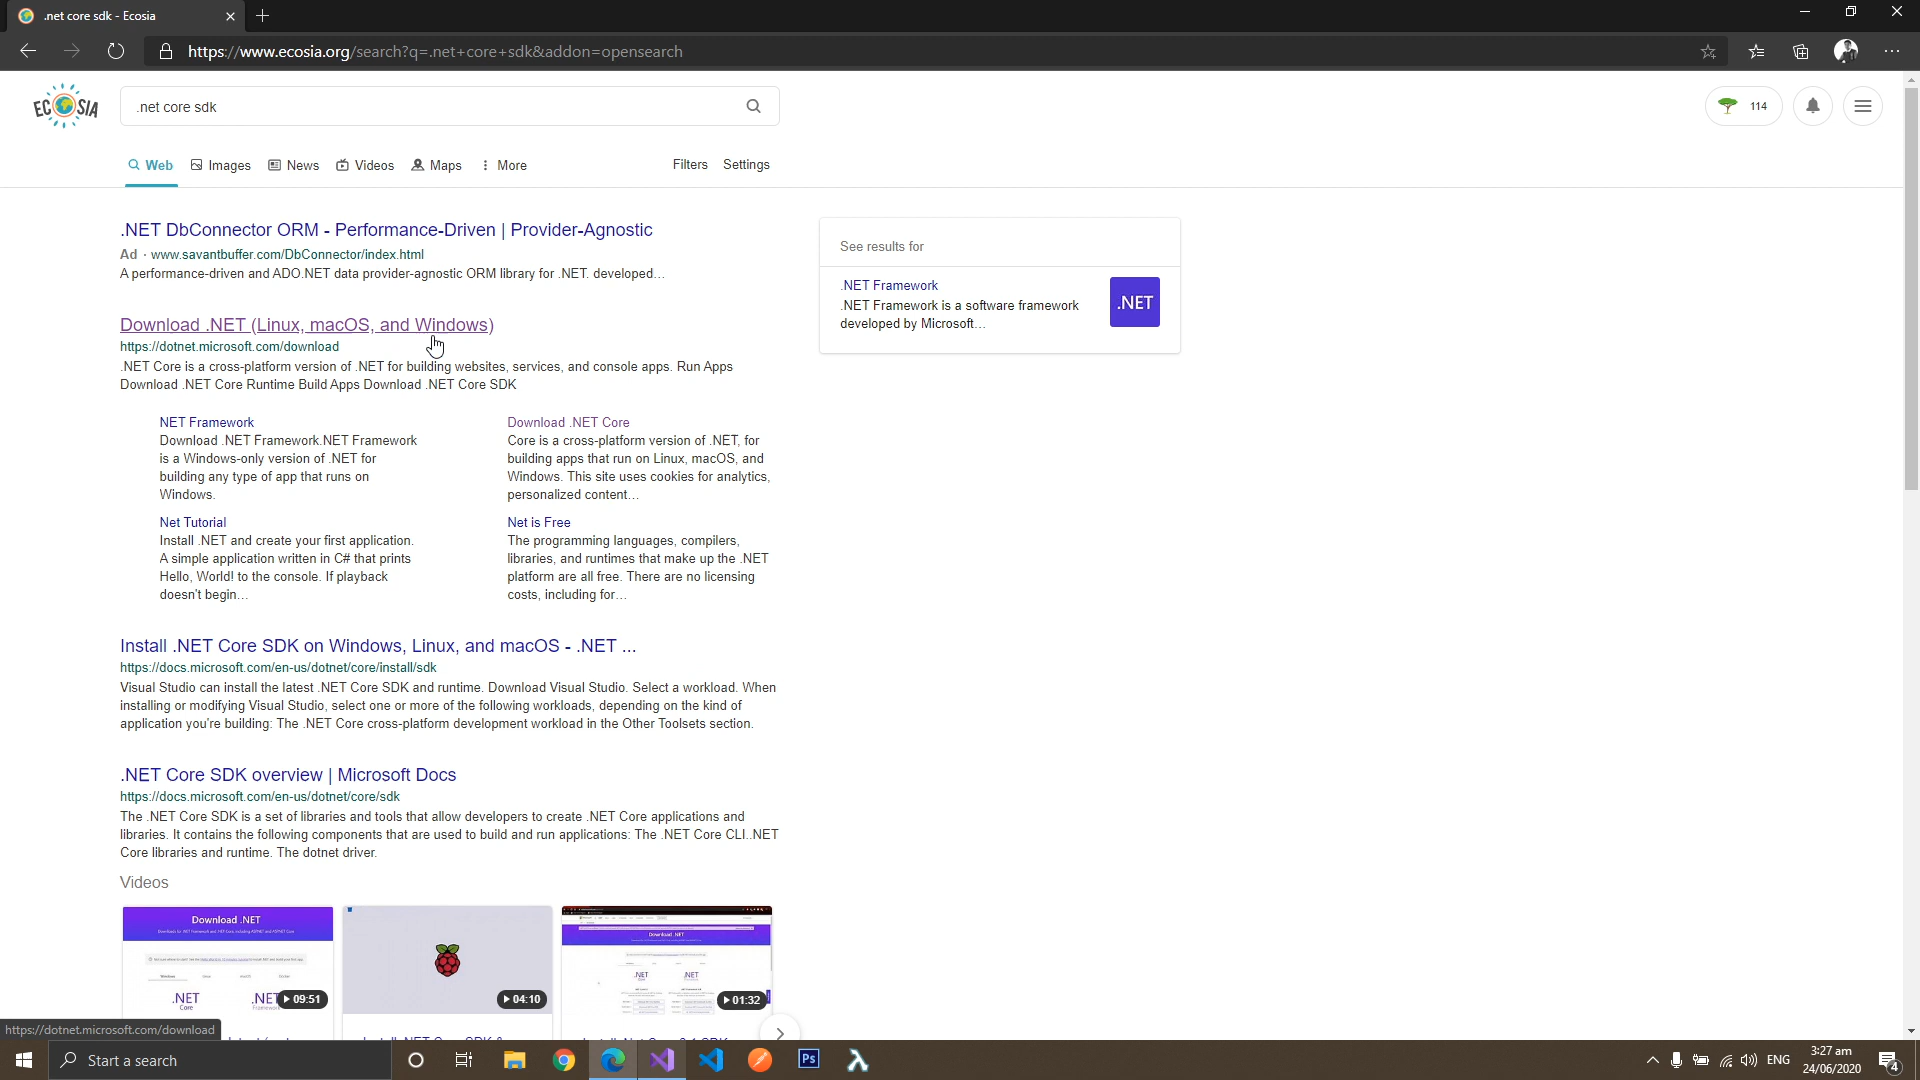 .net core sdk - Ecosia
https://www.ecosia.org/search?q=.net+core+sdk&addon=opensearch
ECOSIA
.net core sdk
114
Web Images News Videos Maps More Filters Settings
.NET DbConnector ORM - Performance-Driven | Provider-Agnostic
Ad · www.savantbuffer.com/DbConnector/index.html
A performance-driven and ADO.NET data provider-agnostic ORM library for .NET. developed...
See results for
.NET Framework
.NET Framework is a software framework
developed by Microsoft...
.NET
Download .NET (Linux, macOS, and Windows)
https://dotnet.microsoft.com/download
.NET Core is a cross-platform version of .NET for building websites, services, and console apps. Run Apps
Download .NET Core Runtime Build Apps Download .NET Core SDK
NET Framework
Download .NET Framework.NET Framework
is a Windows-only version of .NET for
building any type of app that runs on
Windows.
Download .NET Core
Core is a cross-platform version of .NET, for
building apps that run on Linux, macOS, and
Windows. This site uses cookies for analytics,
personalized content...
Net Tutorial
Install .NET and create your first application.
A simple application written in C# that prints
Hello, World! to the console. If playback
doesn't begin...
Net is Free
The programming languages, compilers,
libraries, and runtimes that make up the .NET
platform are all free. There are no licensing
costs, including for...
Install .NET Core SDK on Windows, Linux, and macOS - .NET ...
https://docs.microsoft.com/en-us/dotnet/core/install/sdk
Visual Studio can install the latest .NET Core SDK and runtime. Download Visual Studio. Select a workload. When
installing or modifying Visual Studio, select one or more of the following workloads, depending on the kind of
application you're building: The .NET Core cross-platform development workload in the Other Toolsets section.
.NET Core SDK overview | Microsoft Docs
https://docs.microsoft.com/en-us/dotnet/core/sdk
The .NET Core SDK is a set of libraries and tools that allow developers to create .NET Core applications and
libraries. It contains the following components that are used to build and run applications: The .NET Core CLI..NET
Core libraries and runtime. The dotnet driver.
Videos
Download .NET
.NET
Core
.NET
09:51
04:10
Download .NET
.NET
.NET
01:32
https://dotnet.microsoft.com/download
Start a search
Ps
ENG
3:27 am
24/06/2020
4